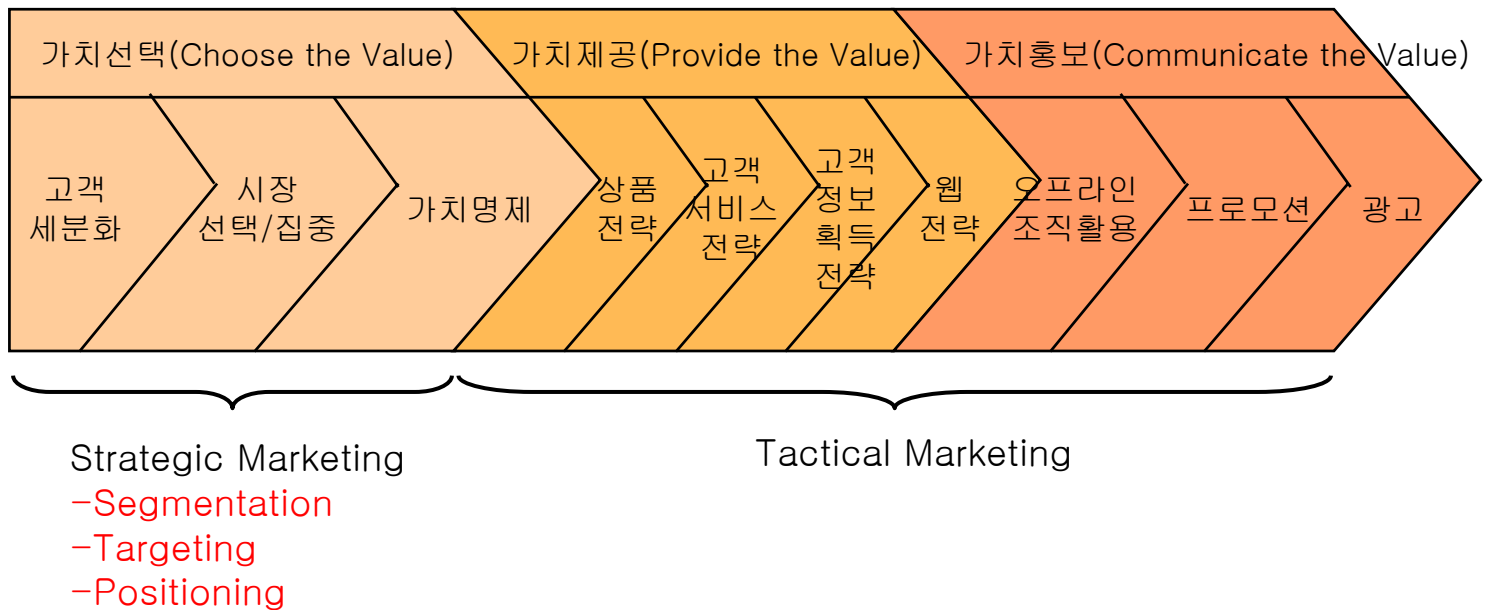 가치선택(Choose the Value)
가치제공(Provide the Value)
가치홍보(Communicate the Value)
고객
세분화
시장
선택/집중
가치명제
상품
전략
고객
서비스
전략
고객
정보
획득
전략
웹
전략
오프라인
조직활용
프로모션
광고
Strategic Marketing
-Segmentation
-Targeting
-Positioning
Tactical Marketing